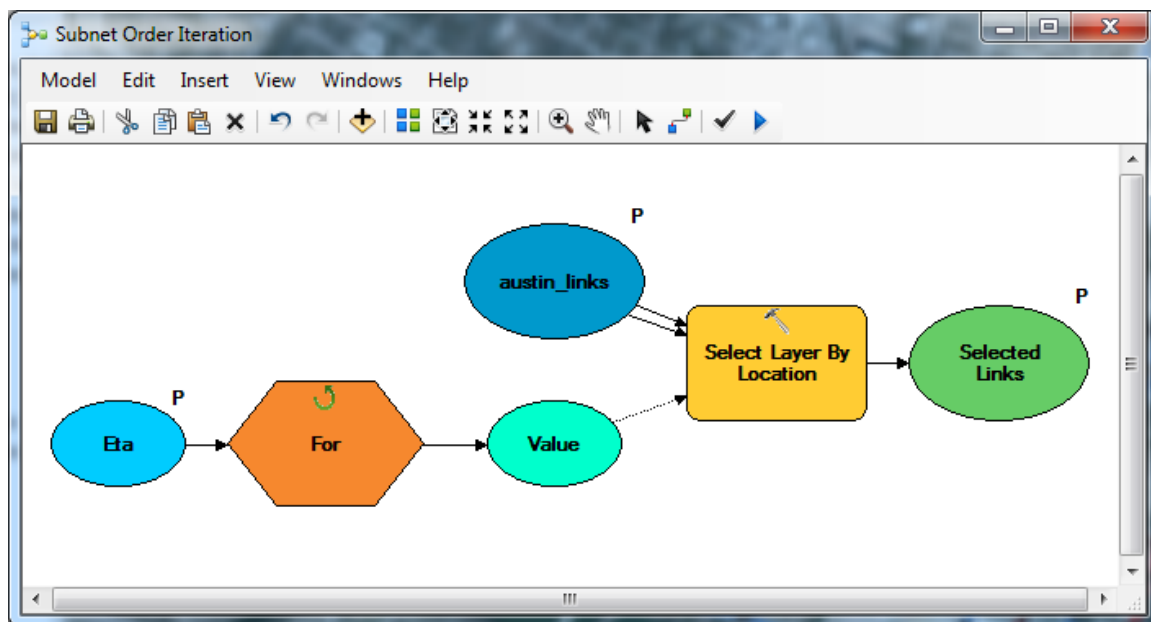 Subnet Order Iteration
Model Edit Insert View Windows Help
P
austin_links
P
Select Layer By
Location
Selected
Links
P
Eta
For
Value